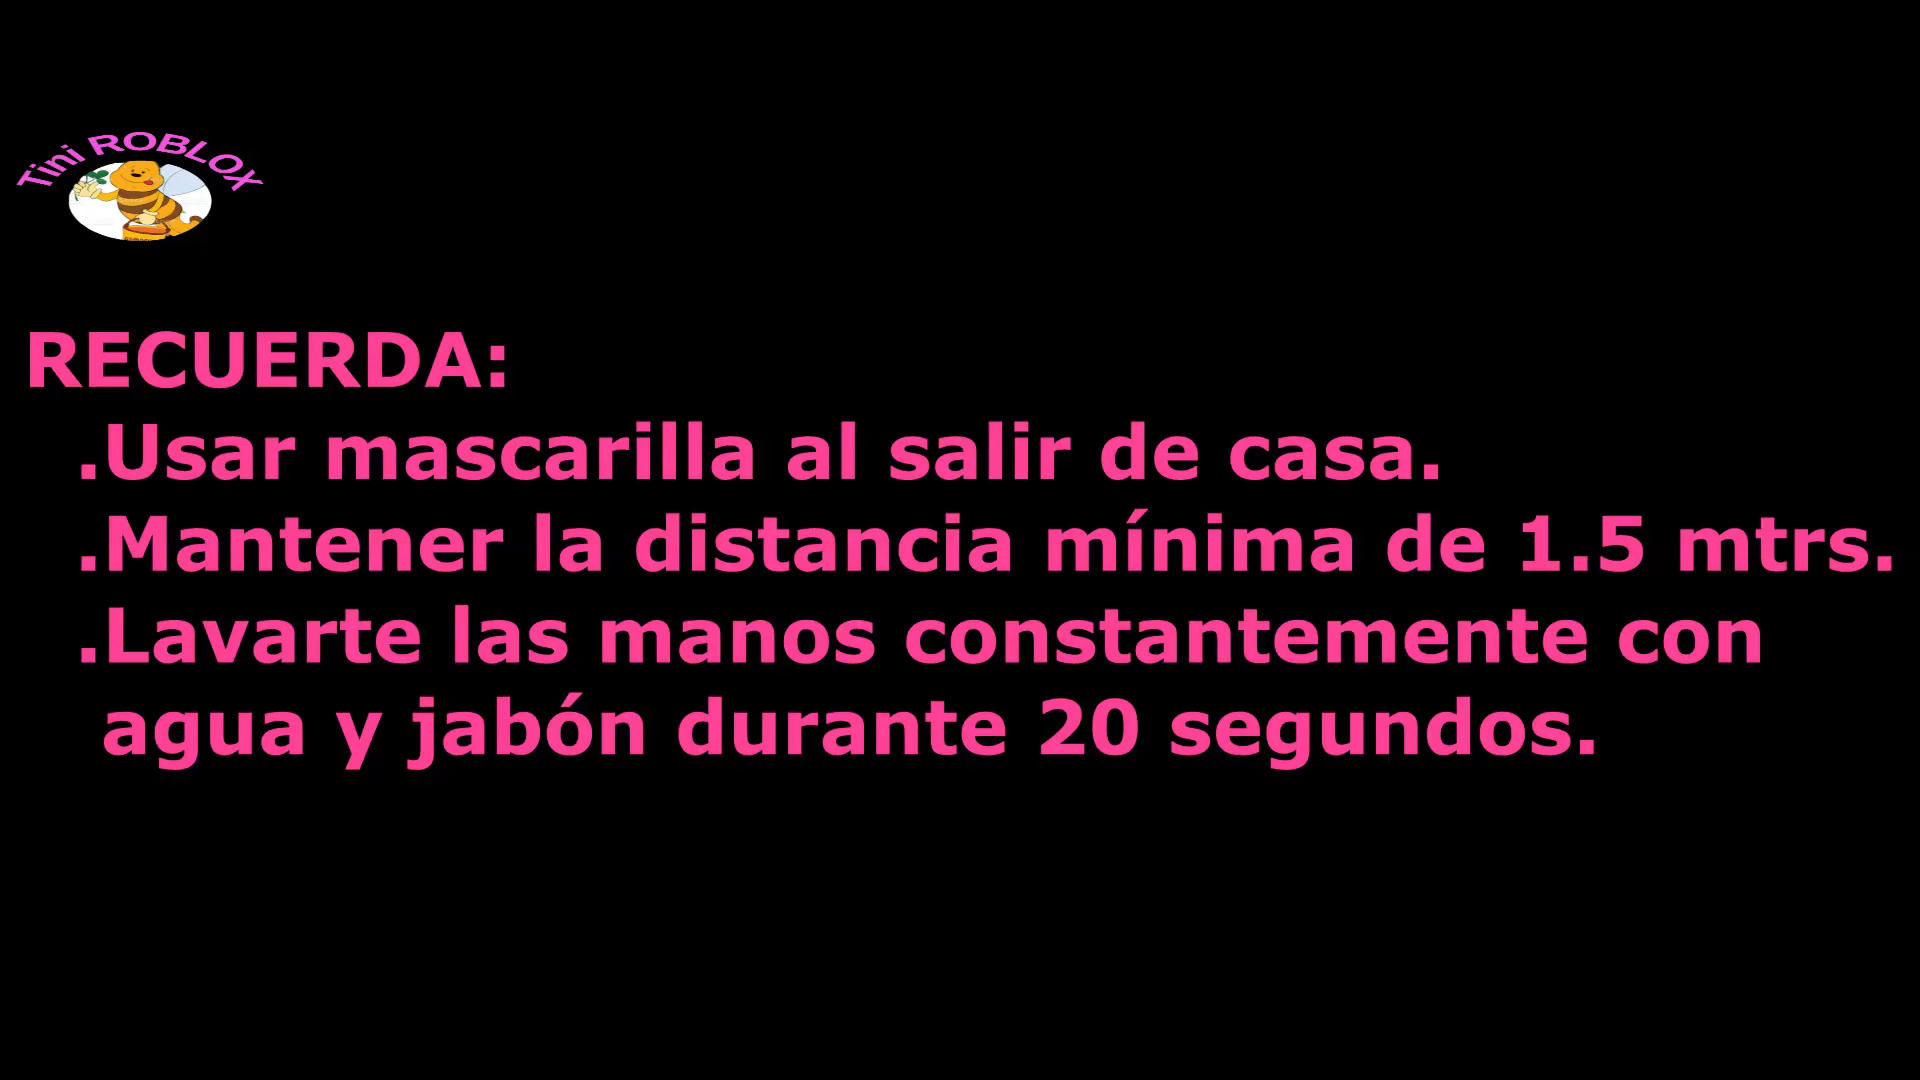 Tini ROBLOX
RECUERDA:
.Usar mascarilla al salir de casa.
.Mantener la distancia mínima de 1.5 mtrs.
.Lavarte las manos constantemente con
agua y jabón durante 20 segundos.